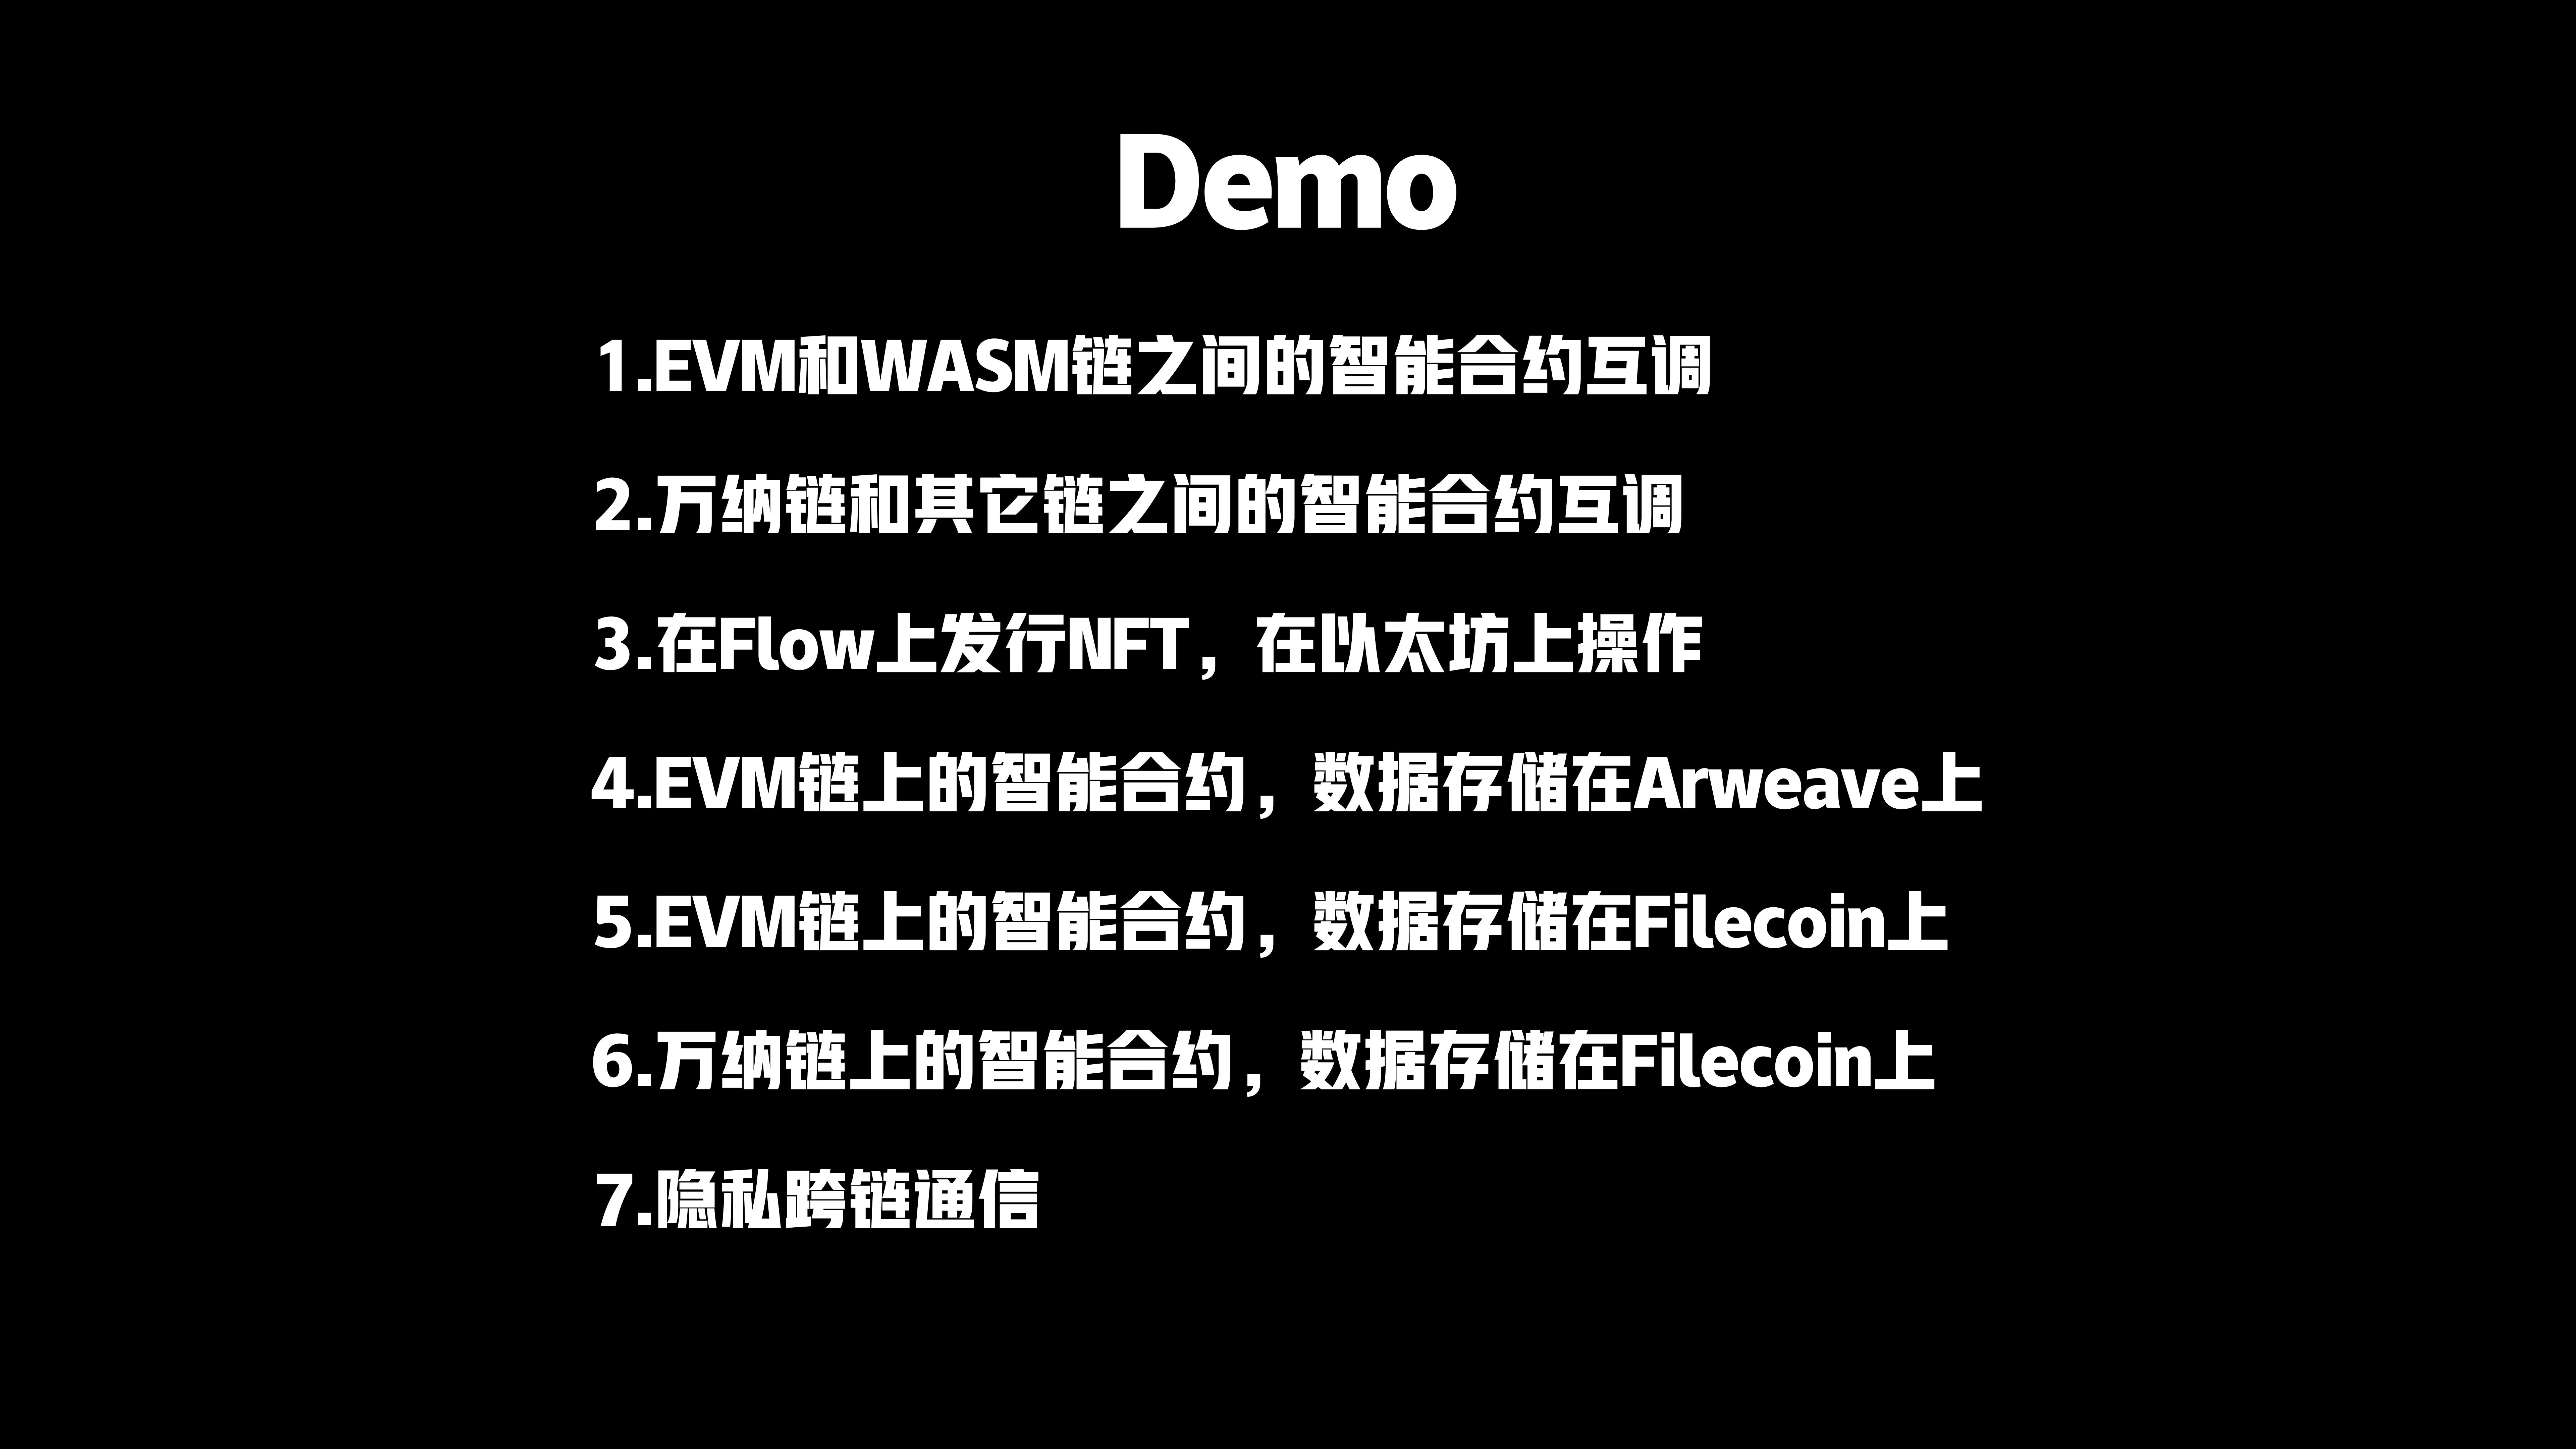 Demo
1.EVM和WASM链之间的智能合约互调
2.万纳链和其它链之间的智能合约互调
3.在Flow上发行NFT，在以太坊上操作
4.EVM链上的智能合约，数据存储在Arweave上
5.EVM链上的智能合约，数据存储在Filecoin上
6.万纳链上的智能合约，数据存储在Filecoin上
7.隐私跨链通信